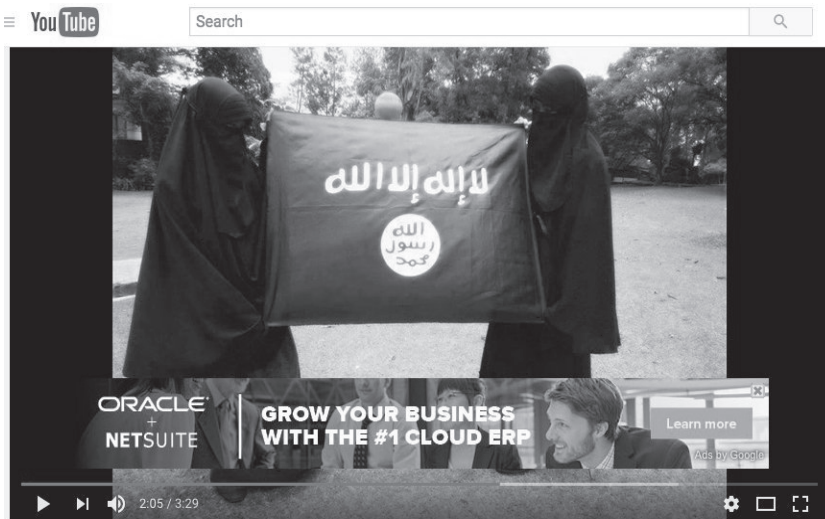 YouTube
Search
لا إله إلا الله
الله
رسول
محمد
ORACLE
+
NETSUITE
GROW YOUR BUSINESS
WITH THE #1 CLOUD ERP
Learn more
Ads by Google
2:05 / 3:29